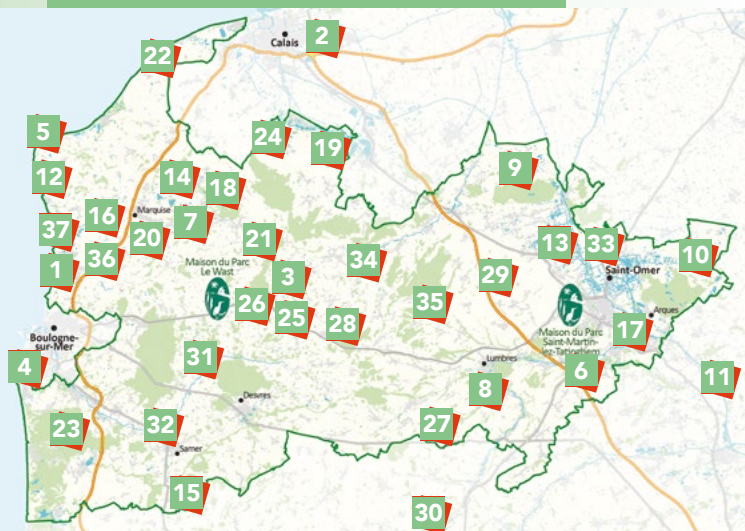 2
Calais
22
5
24
19
9
12
14
18
16
Marquise
7
37
20
21
13
33
10
1
36
34
Maison du Parc
Le Wast
3
29
Saint-Omer
26
25
28
35
Arques
Boulogne-
sur-Mer
17
Maison du Parc
Saint-Martin-
lez-Tatinghem
4
31
Lumbres
6
11
8
Desvres
23
32
27
Samer
15
30